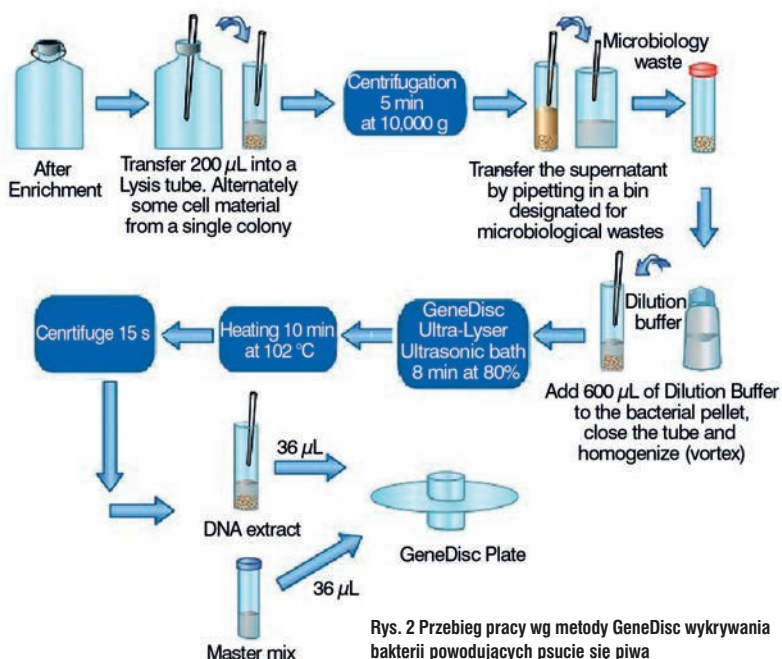 After
Enrichment
Transfer 200 µL into a
Lysis tube. Alternately
some cell material
from a single colony
Centrifugation
5 min
at 10,000 g
Microbiology
waste
Transfer the supernatant
by pipetting in a bin
designated for
microbiological wastes
Dilution
buffer
Add 600 µL of Dilution Buffer
to the bacterial pellet,
close the tube and
homogenize (vortex)
GeneDisc
Ultra-Lyser
Ultrasonic bath
8 min at 80%
Heating 10 min
at 102 °C
Cenrtifuge 15 s
36 µL
DNA extract
GeneDisc Plate
36 µL
Master mix
Rys. 2 Przebieg pracy wg metody GeneDisc wykrywania
bakterii powodujących psucie się piwa